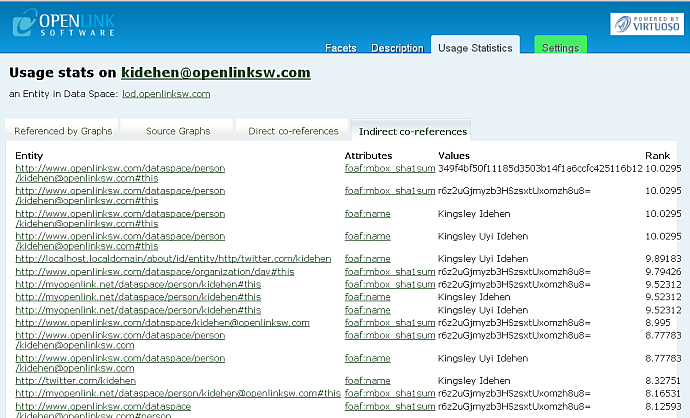 OPENLINK
SOFTWARE
POWERED BY
VIRTUOSO
Facets Description Usage Statistics Settings
Usage stats on kidehen@openlinksw.com
an Entity in Data Space: lod.openlinksw.com
Referenced by Graphs Source Graphs Direct co-references Indirect co-references
Entity Attributes Values Rank
http://www.openlinksw.com/dataspace/person foaf:mbox_sha1sum 349f4bf50f11185d3503b14f1a6ccfc425116b12 10.0295
/kidehen@openlinksw.com#this
http://www.openlinksw.com/dataspace/person foaf:mbox_sha1sum r6z2uGjmyzb3HSzsxtUxomzh8u8= 10.0295
/kidehen@openlinksw.com#this
http://www.openlinksw.com/dataspace/person foaf:name Kingsley Idehen 10.0295
/kidehen@openlinksw.com#this
http://www.openlinksw.com/dataspace/person foaf:name Kingsley Uyi Idehen 10.0295
/kidehen@openlinksw.com#this
http://localhost.localdomain/about/id/entity/http/twitter.com/kidehen foaf:name Kingsley Uyi Idehen 9.89183
http://www.openlinksw.com/dataspace/organization/dav#this foaf:mbox_sha1sum r6z2uGjmyzb3HSzsxtUxomzh8u8= 9.79426
http://myopenlink.net/dataspace/person/kidehen#this foaf:mbox_sha1sum r6z2uGjmyzb3HSzsxtUxomzh8u8= 9.52312
http://myopenlink.net/dataspace/person/kidehen#this foaf:name Kingsley Idehen 9.52312
http://myopenlink.net/dataspace/person/kidehen#this foaf:name Kingsley Uyi Idehen 9.52312
http://www.openlinksw.com/dataspace/kidehen@openlinksw.com foaf:mbox_sha1sum r6z2uGjmyzb3HSzsxtUxomzh8u8= 8.995
http://www.openlinksw.com/dataspace/person foaf:mbox_sha1sum r6z2uGjmyzb3HSzsxtUxomzh8u8= 8.77783
/kidehen@openlinksw.com
http://www.openlinksw.com/dataspace/person foaf:name Kingsley Uyi Idehen 8.77783
/kidehen@openlinksw.com
http://twitter.com/kidehen foaf:name Kingsley Idehen 8.32751
http://myopenlink.net/dataspace/person/kidehen@openlinksw.com#this foaf:mbox_sha1sum r6z2uGjmyzb3HSzsxtUxomzh8u8= 8.16531
http://www.openlinksw.com/dataspace foaf:mbox_sha1sum r6z2uGjmyzb3HSzsxtUxomzh8u8= 8.12593
/kidehen@openlinksw.com#person